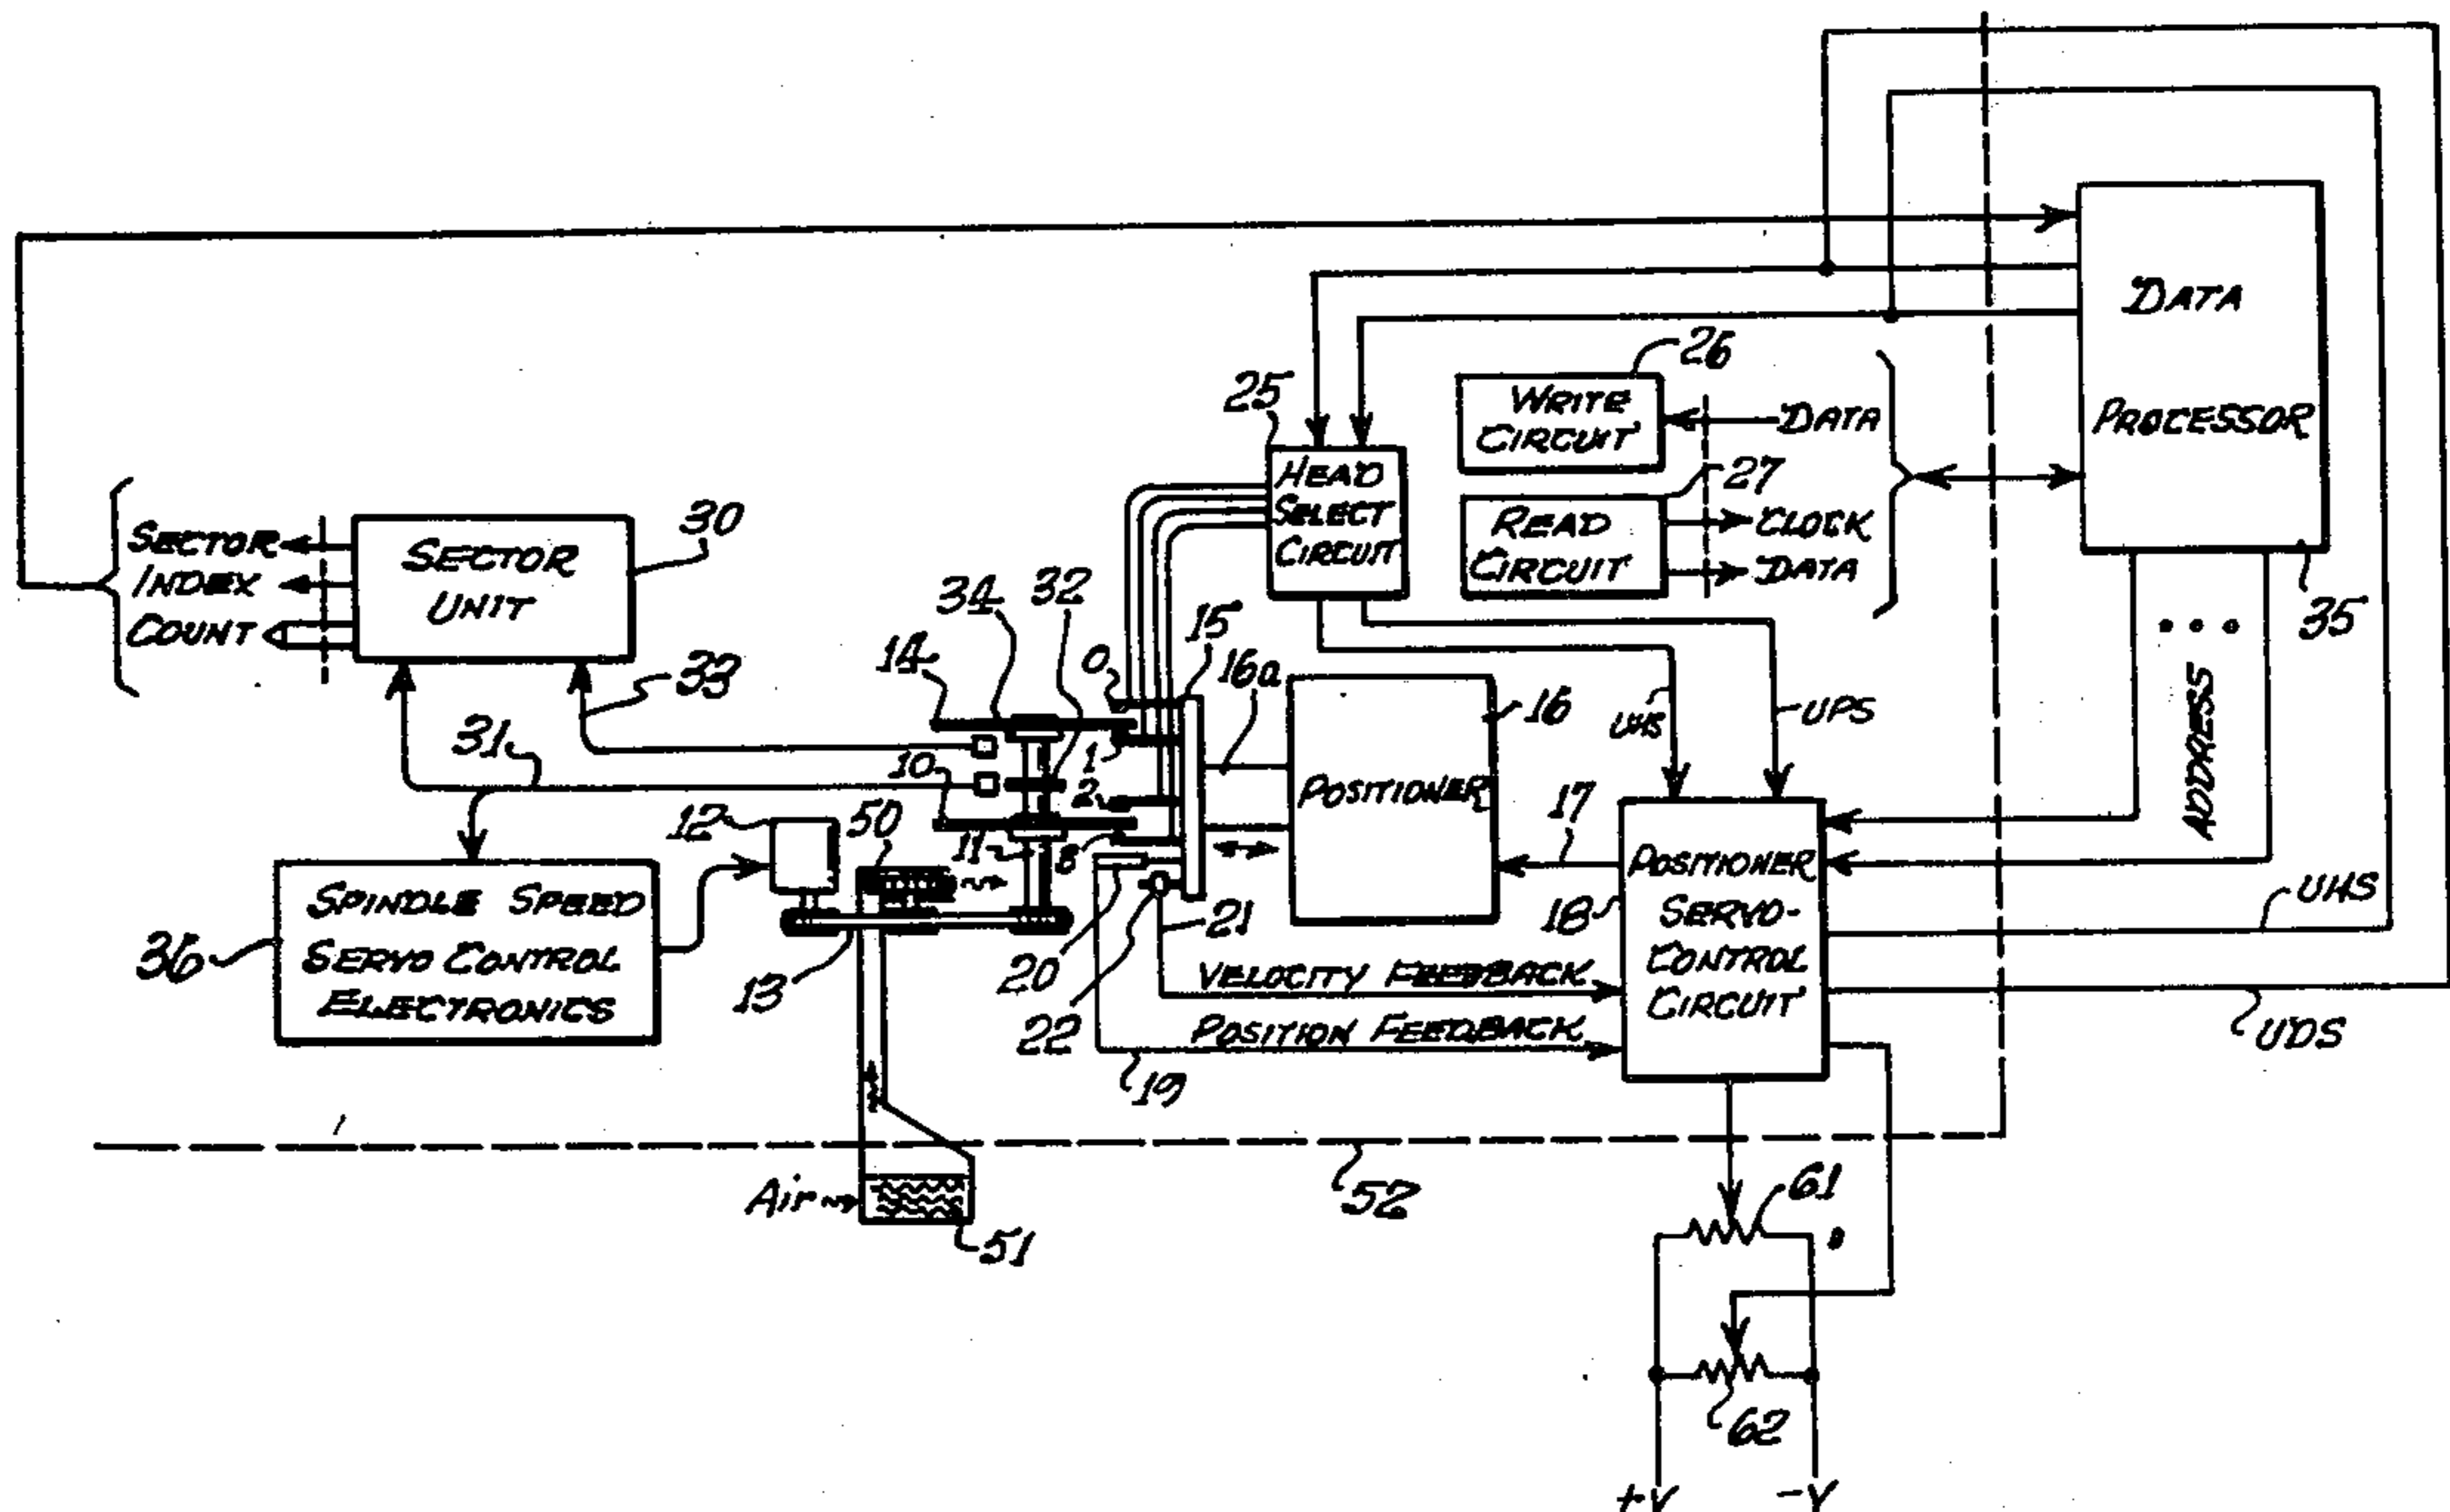 DATA
PROCESSOR
35
26
WRITE
CIRCUIT
DATA
25
HEAD
SELECT
CIRCUIT
27
READ
CIRCUIT
CLOCK
DATA
SECTOR
INDEX
COUNT
SECTOR
UNIT
30
33
31
34
32
14
10
0
1
2
15
16a
16
POSITIONER
UHS
UPS
ADDRESS
17
18
POSITIONER
SERVO-
CONTROL
CIRCUIT
UHS
UDS
12
50
11
13
20
22
21
VELOCITY FEEDBACK
POSITION FEEDBACK
19
36
SPINDLE SPEED
SERVO CONTROL
ELECTRONICS
Air
51
52
61
62
+V
-V